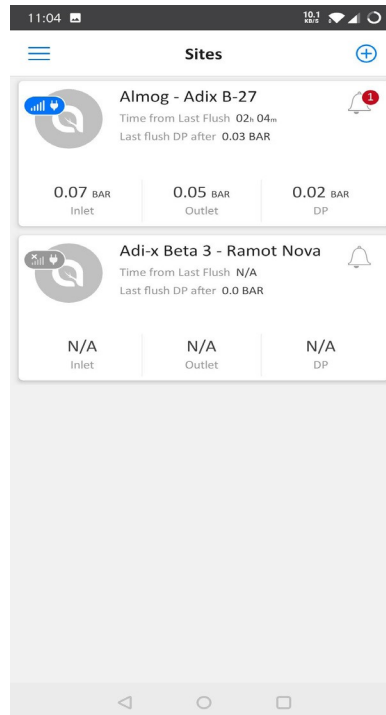 11:04
10.1
KB/S
Sites
Almog - Adix B-27
1
Time from Last Flush 02h 04m
Last flush DP after 0.03 BAR
0.07 BAR 0.05 BAR 0.02 BAR
Inlet Outlet DP
Adi-x Beta 3 - Ramot Nova
Time from Last Flush N/A
Last flush DP after 0.0 BAR
N/A N/A N/A
Inlet Outlet DP